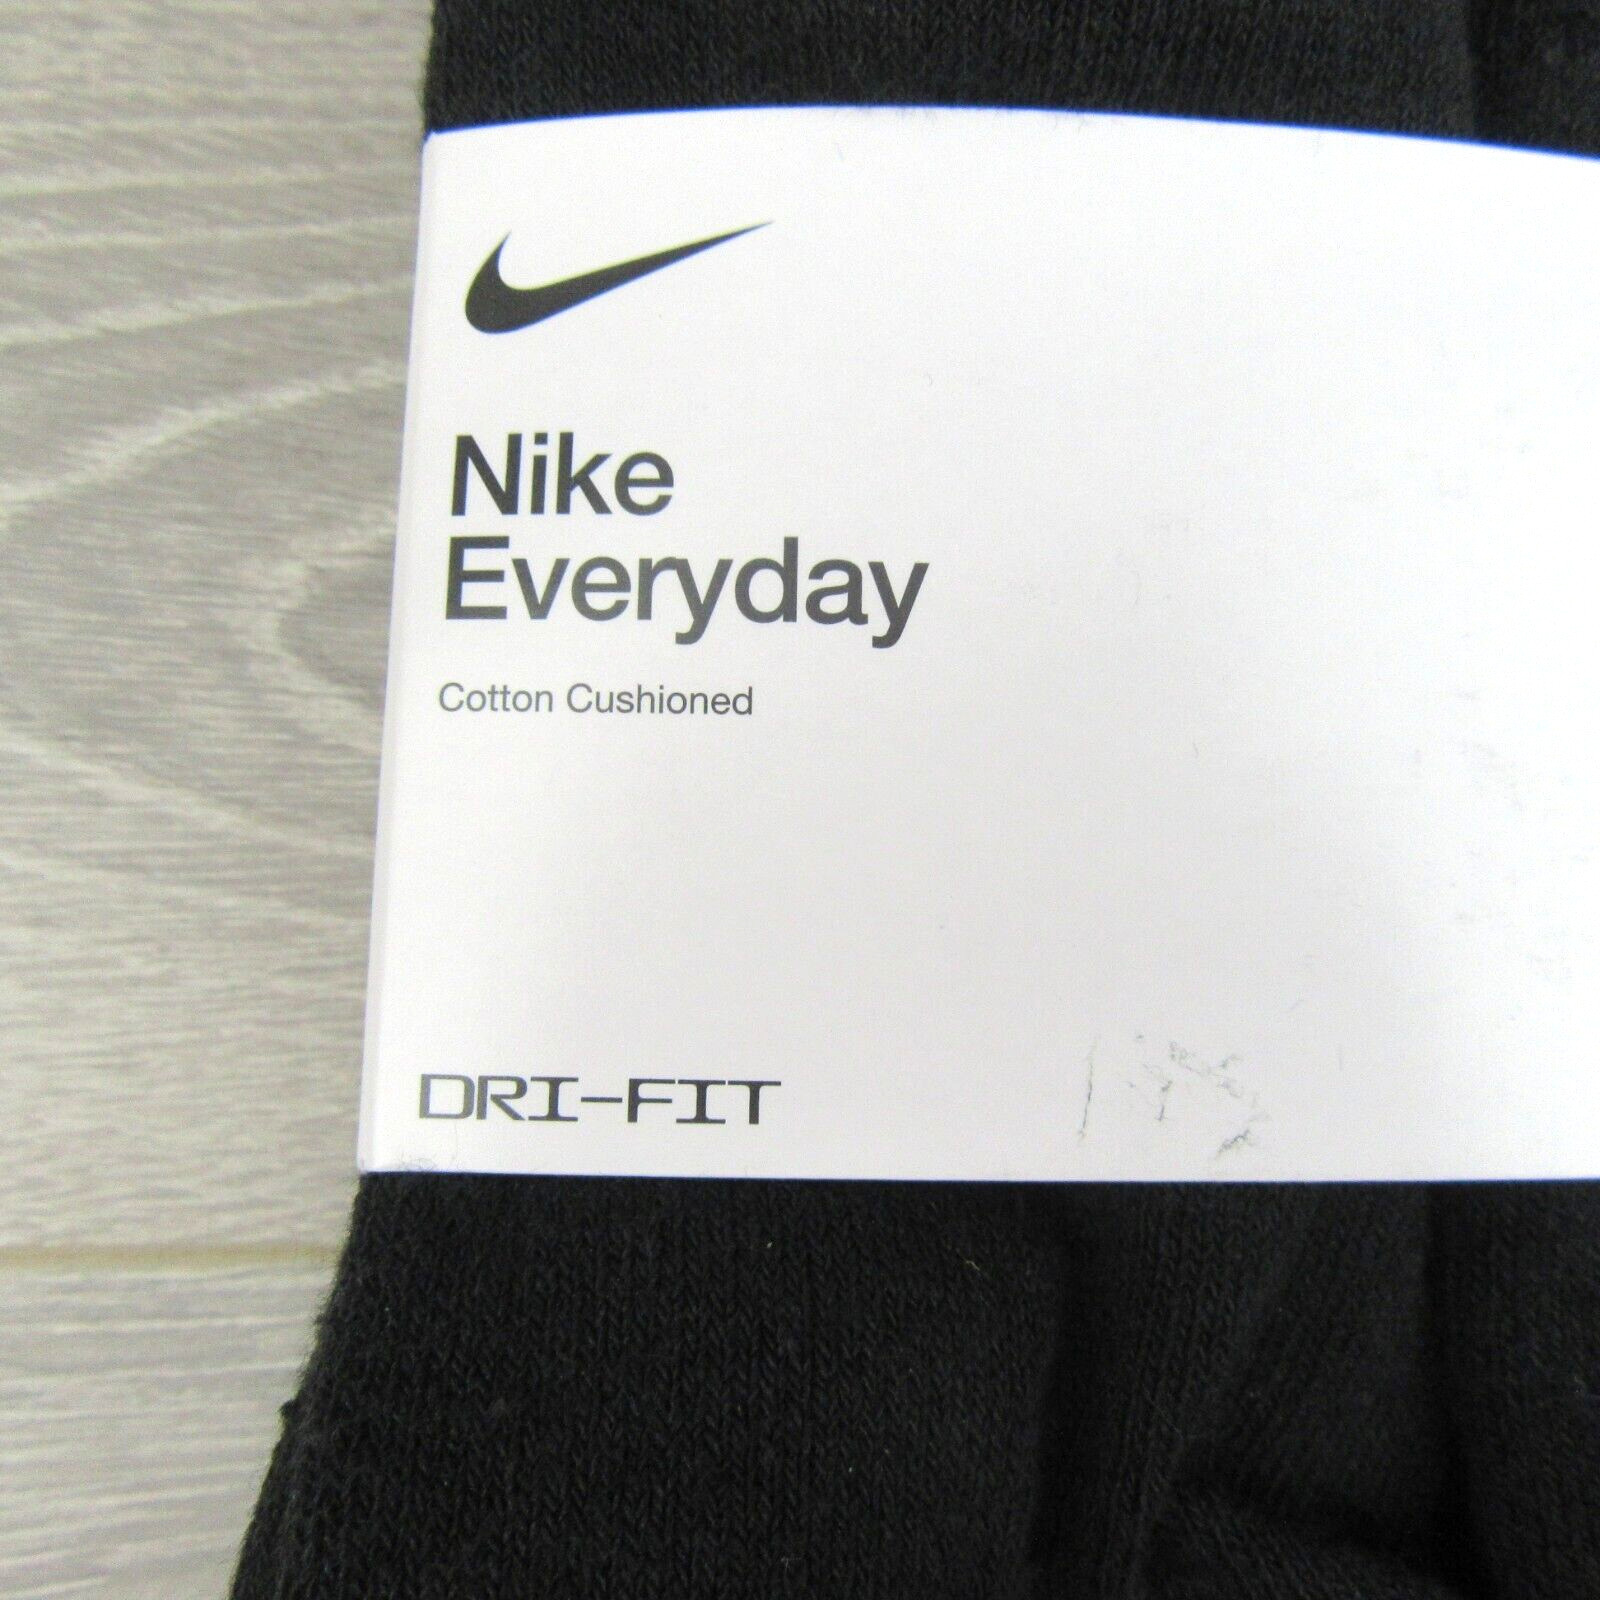 Nike
Everyday
Cotton Cushioned
DRI-FIT